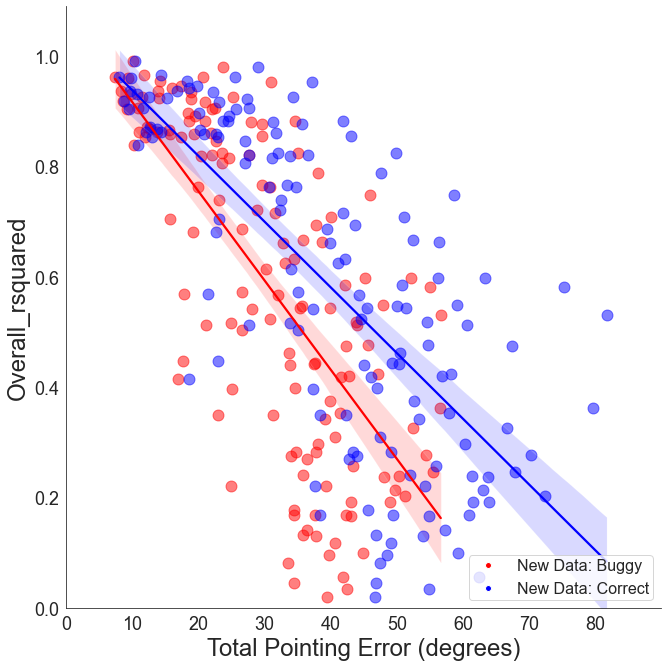 1.0
0.8
0.6
0.4
0.2
0.0
Overall_rsquared
0 10 20 30 40 50 60 70 80
Total Pointing Error (degrees)
New Data: Buggy
New Data: Correct